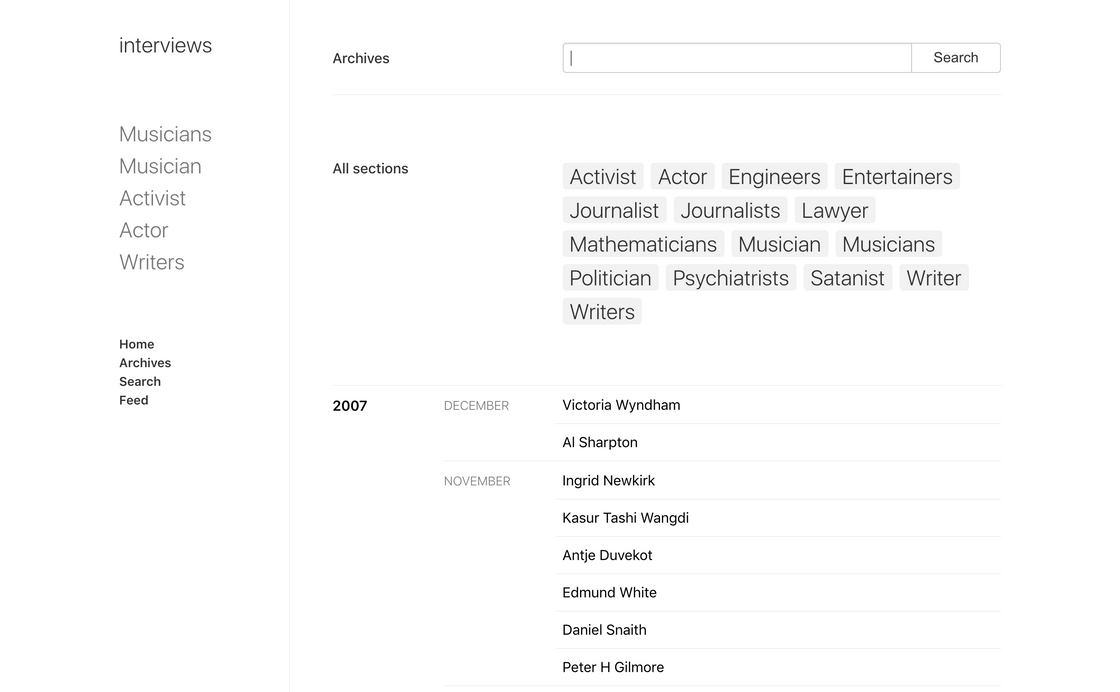 interviews
Musicians
Musician
Activist
Actor
Writers
Home
Archives
Search
Feed
Archives
Search
All sections
Activist Actor Engineers Entertainers
Journalist Journalists Lawyer
Mathematicians Musician Musicians
Politician Psychiatrists Satanist Writer
Writers
2007 DECEMBER Victoria Wyndham
Al Sharpton
NOVEMBER Ingrid Newkirk
Kasur Tashi Wangdi
Antje Duvekot
Edmund White
Daniel Snaith
Peter H Gilmore